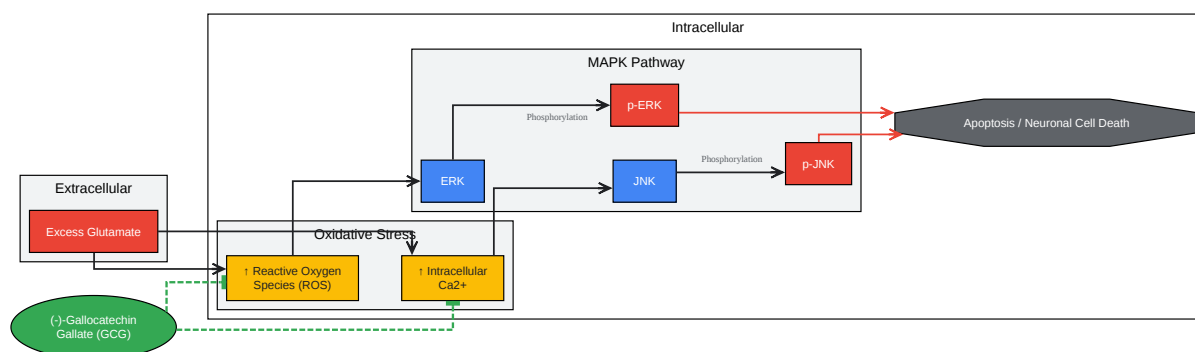 Intracellular
MAPK Pathway
p-ERK
Phosphorylation
Apoptosis / Neuronal Cell Death
Phosphorylation
p-JNK
ERK
JNK
Extracellular
Excess Glutamate
Oxidative Stress
↑ Reactive Oxygen
Species (ROS)
↑ Intracellular
Ca2+
(-)-Gallocatechin
Gallate (GCG)